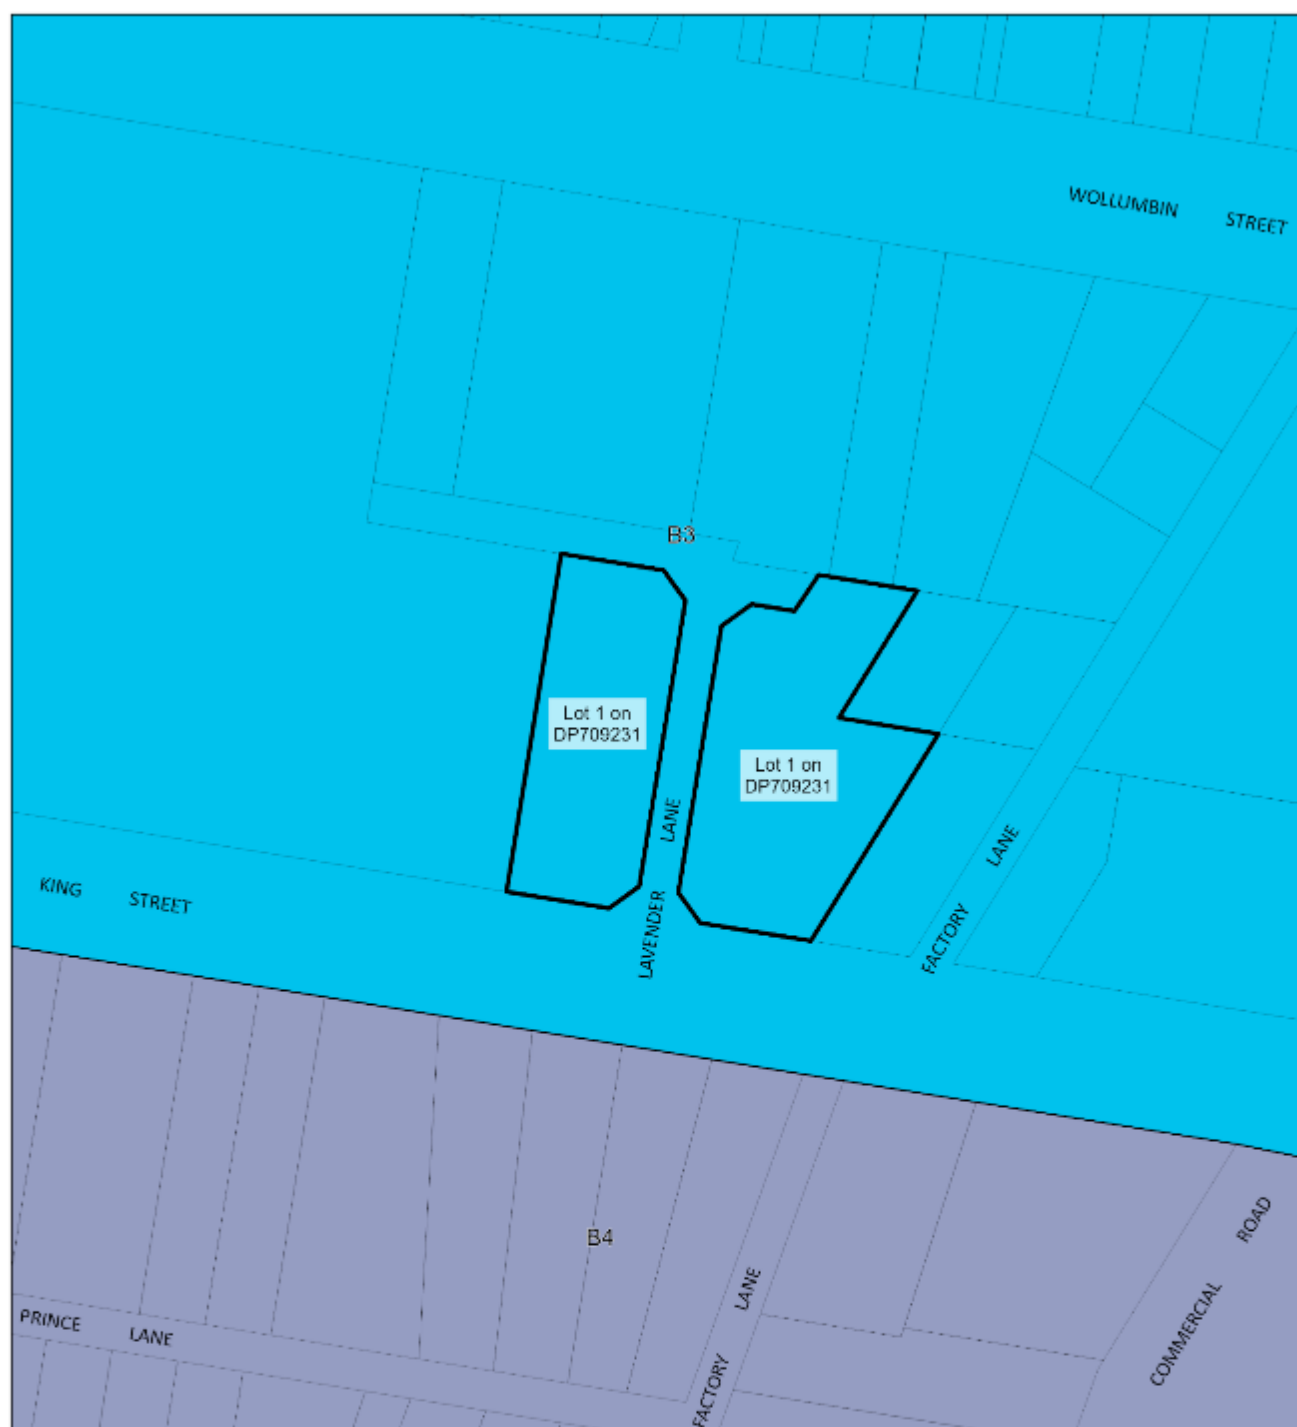 WOLLUMBIN STREET
B3
Lot 1 on
DP709231
Lot 1 on
DP709231
LAVENDER LANE
FACTORY LANE
KING STREET
B4
ROAD
COMMERCIAL
FACTORY LANE
PRINCE LANE